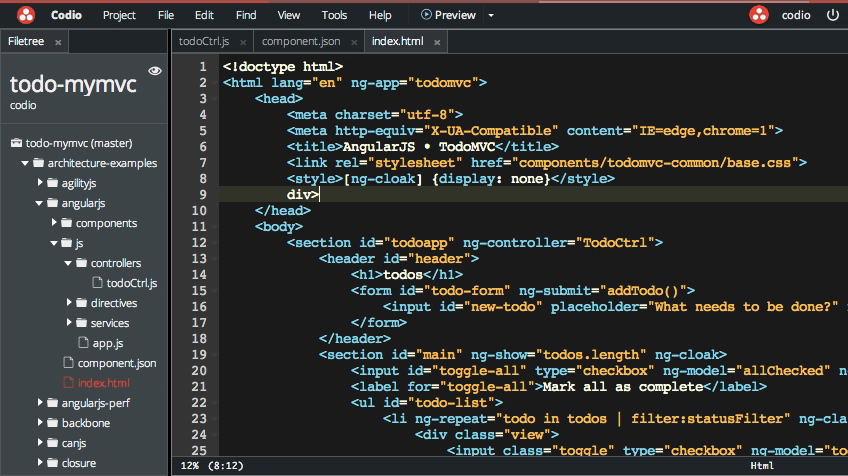 Codio Project File Edit Find View Tools Help Preview codio
Filetree × todoCtrl.js × component.json × index.html ×
todo-mymvc
codio
todo-mymvc (master)
architecture-examples
agilityjs
angularjs
components
js
controllers
todoCtrl.js
directives
services
app.js
component.json
index.html
angularjs-perf
backbone
canjs
closure
1 <!doctype html>
2 <html lang="en" ng-app="todomvc">
3 <head>
4 <meta charset="utf-8">
5 <meta http-equiv="X-UA-Compatible" content="IE=edge,chrome=1">
6 <title>AngularJS • TodoMVC</title>
7 <link rel="stylesheet" href="components/todomvc-common/base.css">
8 <style>[ng-cloak] {display: none}</style>
9 div>
10 </head>
11 <body>
12 <section id="todoapp" ng-controller="TodoCtrl">
13 <header id="header">
14 <h1>todos</h1>
15 <form id="todo-form" ng-submit="addTodo()">
16 <input id="new-todo" placeholder="What needs to be done?"
17 </form>
18 </header>
19 <section id="main" ng-show="todos.length" ng-cloak>
20 <input id="toggle-all" type="checkbox" ng-model="allChecked" n
21 <label for="toggle-all">Mark all as complete</label>
22 <ul id="todo-list">
23 <li ng-repeat="todo in todos | filter:statusFilter" ng-cla
24 <div class="view">
25 <input class="toggle" type="checkbox" ng-model="to
12% (8:12) Html